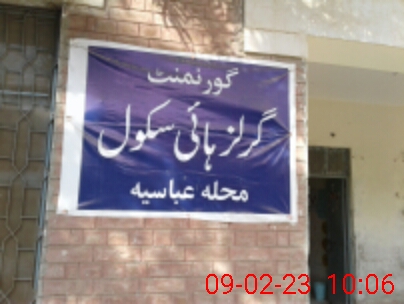 گورنمنٹ
گرلز ہائی سکول
محلہ عباسیہ
09-02-23 10:06